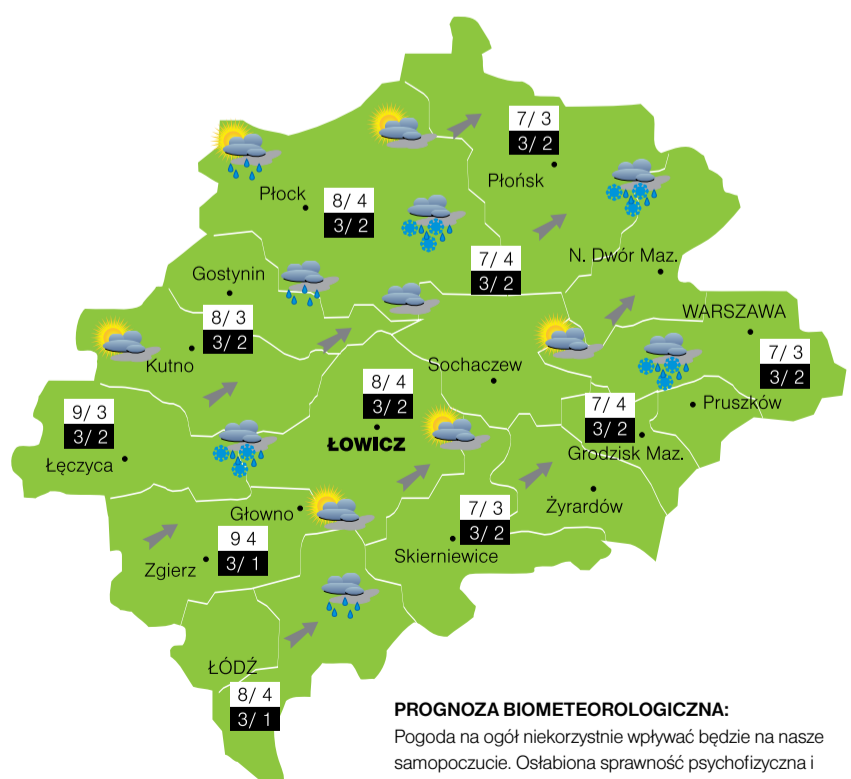 7/ 3
3/ 2
Płońsk
Płock
8/ 4
3/ 2
7/ 4
3/ 2
N. Dwór Maz.
Gostynin
8/ 3
3/ 2
Kutno
WARSZAWA
7/ 3
3/ 2
Sochaczew
8/ 4
3/ 2
ŁOWICZ
Pruszków
7/ 4
3/ 2
Grodzisk Maz.
9/ 3
3/ 2
Łęczyca
Głowno
7/ 3
3/ 2
Skierniewice
Żyrardów
9 4
3/ 1
Zgierz
ŁÓDŹ
8/ 4
3/ 1
PROGNOZA BIOMETEOROLOGICZNA:
Pogoda na ogół niekorzystnie wpływać będzie na nasze
samopoczucie. Osłabiona sprawność psychofizyczna i